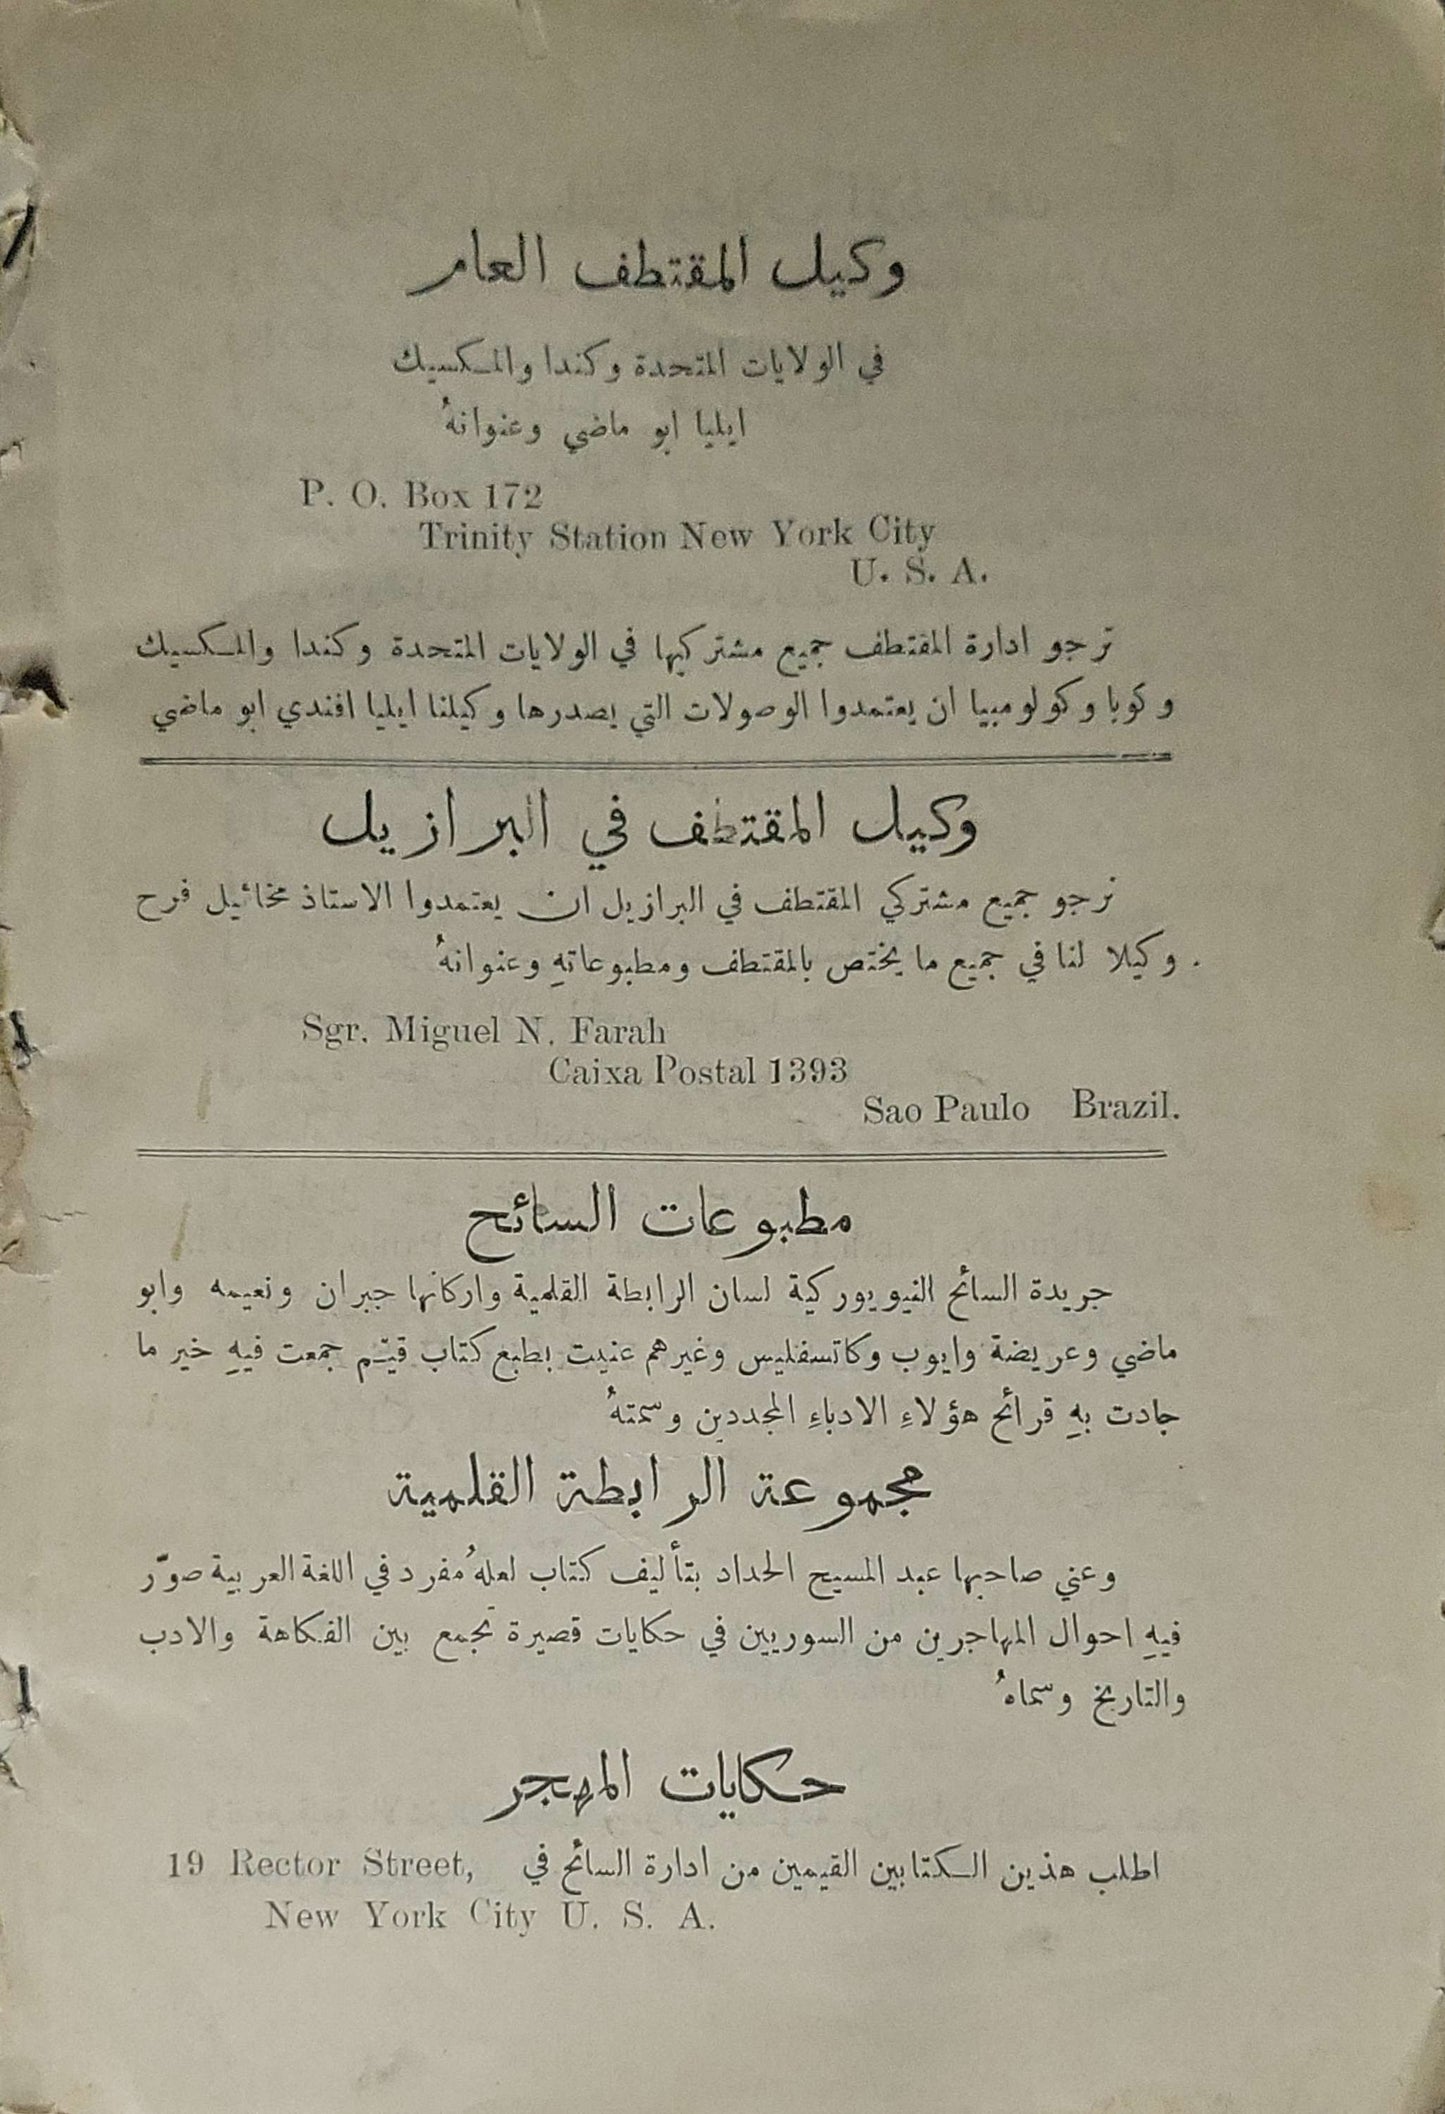 وكيل المقتطف العام
في الولايات المتحدة وكندا والمكسيك
ايليا ابو ماضي وعنوانهُ
P. O. Box 172
Trinity Station New York City
U. S. A.
نرجو ادارة المقتطف جميع مشتركيها في الولايات المتحدة وكندا والمكسيك
وكوبا وكولومبيا ان يعتمدوا الوصولات التي يصدرها وكيلنا ايليا افندي ابو ماضي
وكيل المقتطف في البرازيل
نرجو جميع مشتركي المقتطف في البرازيل ان يعتمدوا الاستاذ مخائيل فرح
وكيلا لنا في جميع ما يختص بالمقتطف ومطبوعاتهِ وعنوانهُ
Sgr. Miguel N. Farah
Caixa Postal 1393
Sao Paulo Brazil.
مطبوعات السائح
جريدة السائح النيويوركية لسان الرابطة القلمية واركانها جبران ونعيمه وابو
ماضي وعريضة وايوب وكاتسفليس وغيرهم عنيت بطبع كتاب قيّم جمعت فيهِ خير ما
جادت بهِ قرائح هؤلاءِ الادباءِ المجددين وسمتهُ
مجموعة الرابطة القلمية
وعني صاحبها عبد المسيح الحداد بتأليف كتاب لعلهُ مفرد في اللغة العربية صوّر
فيهِ احوال المهاجرين من السوريين في حكايات قصيرة تجمع بين الفكاهة والادب
والتاريخ وسماهُ
حكايات المهجر
اطلب هذين الكتابين القيمين من ادارة السائح في 19 Rector Street,
New York City U. S. A.